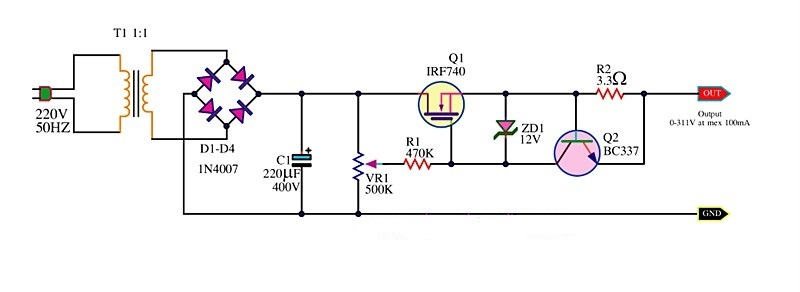 T1 1:1
220V
50HZ
D1-D4
1N4007
C1
220µF
400V
+
VR1
500K
R1
470K
Q1
IRF740
ZD1
12V
R2
3.3Ω
Q2
BC337
OUT
Output
0-311V at mex 100mA
GND